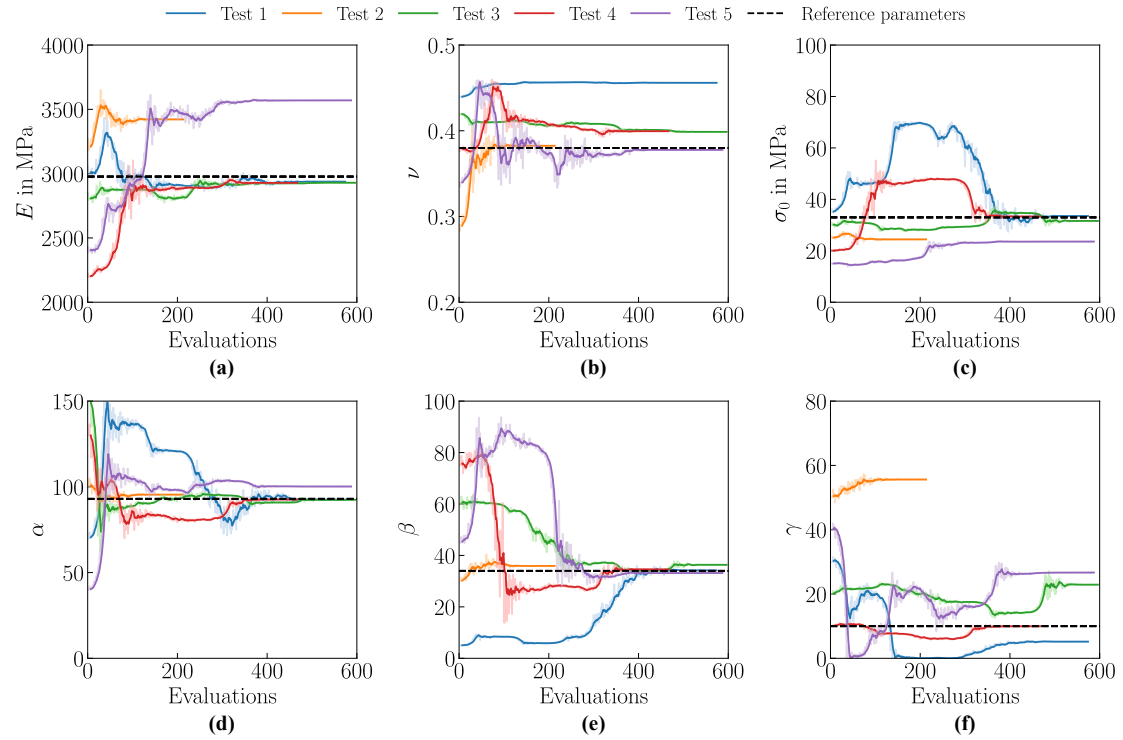 Test 1 Test 2 Test 3 Test 4 Test 5 Reference parameters
4000
3500
3000
2500
2000
E in MPa
0 200 400 600
Evaluations
(a)
0.5
0.4
0.3
0.2
ν
0 200 400 600
Evaluations
(b)
100
80
60
40
20
0
σ₀ in MPa
0 200 400 600
Evaluations
(c)
150
100
50
0
α
0 200 400 600
Evaluations
(d)
100
80
60
40
20
0
β
0 200 400 600
Evaluations
(e)
80
60
40
20
0
γ
0 200 400 600
Evaluations
(f)